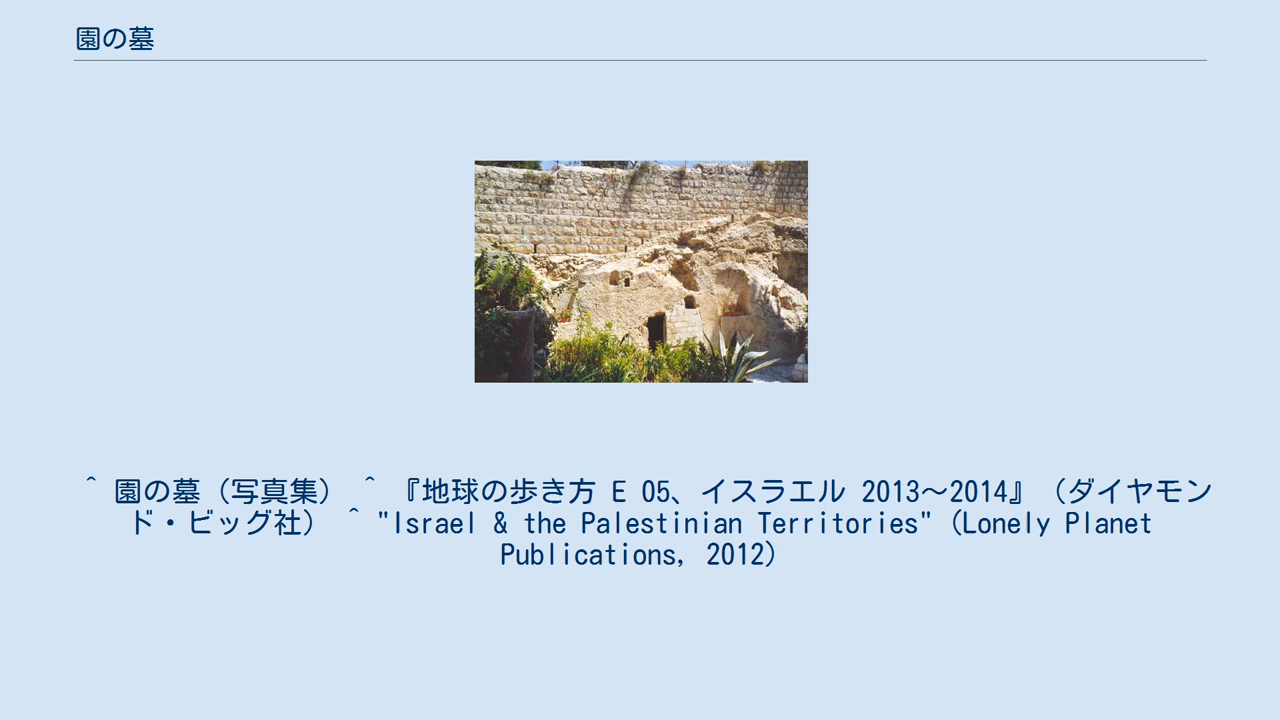 園の墓
＾ 園の墓（写真集） ＾ 『地球の歩き方 E 05、イスラエル 2013〜2014』（ダイヤモン
ド・ビッグ社） ＾ "Israel & the Palestinian Territories"（Lonely Planet
Publications, 2012）